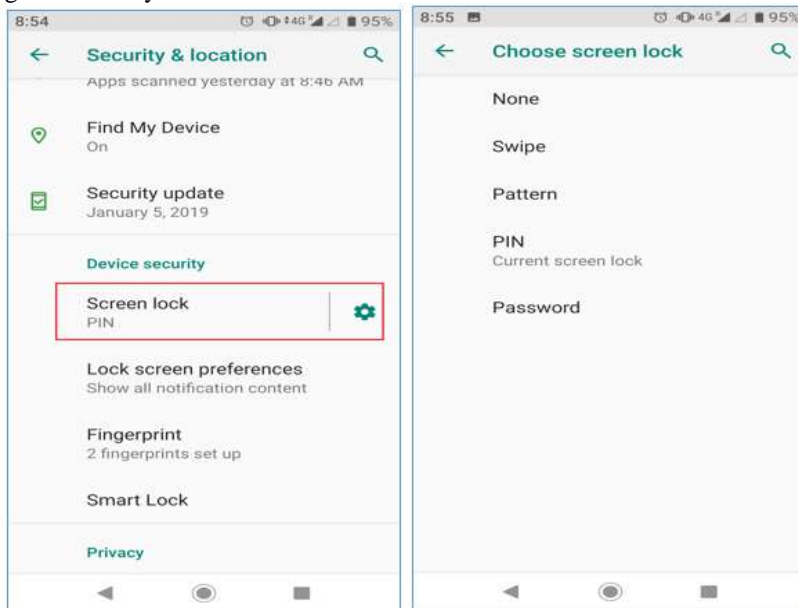 8:54 4G 95%
Security & location
Apps scanned yesterday at 8:46 AM
Find My Device
On
Security update
January 5, 2019
Device security
Screen lock
PIN
Lock screen preferences
Show all notification content
Fingerprint
2 fingerprints set up
Smart Lock
Privacy
8:55 4G 95%
Choose screen lock
None
Swipe
Pattern
PIN
Current screen lock
Password